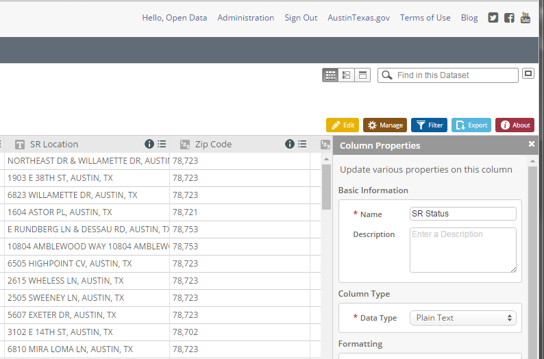 Hello, Open Data Administration Sign Out AustinTexas.gov Terms of Use Blog
Find in this Dataset
Edit Manage Filter Export About
SR Location Zip Code
Column Properties
NORTHEAST DR & WILLAMETTE DR, AUSTIN 78,723
1903 E 38TH ST, AUSTIN, TX 78,723
6823 WILLAMETTE DR, AUSTIN, TX 78,723
1604 ASTOR PL, AUSTIN, TX 78,721
E RUNDBERG LN & DESSAU RD, AUSTIN, T 78,753
10804 AMBLEWOOD WAY 10804 AMBLEW 78,753
6505 HIGHPOINT CV, AUSTIN, TX 78,723
2615 WHELESS LN, AUSTIN, TX 78,723
2505 SWEENEY LN, AUSTIN, TX 78,723
5607 EXETER DR, AUSTIN, TX 78,723
3102 E 14TH ST, AUSTIN, TX 78,702
6810 MIRA LOMA LN, AUSTIN, TX 78,723
Update various properties on this column
Basic Information
* Name SR Status
Description Enter a Description
Column Type
* Data Type Plain Text
Formatting